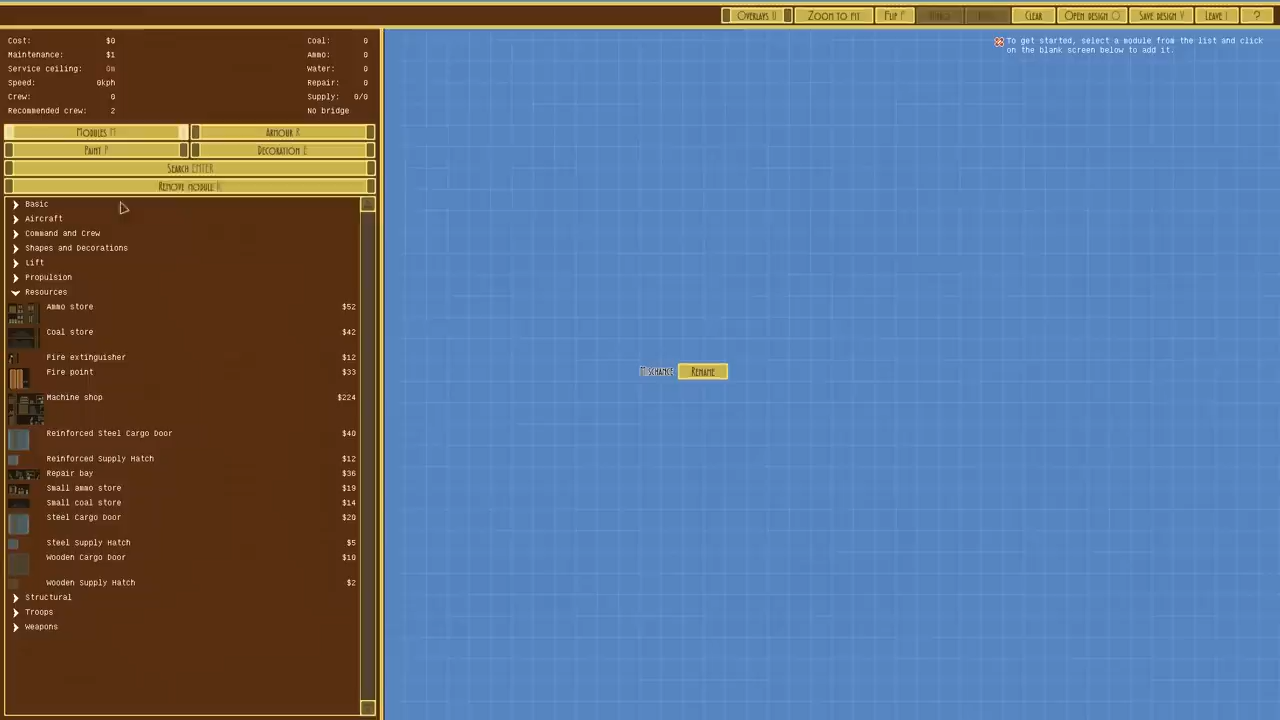 Overlays U
Zoom to fit
Flip F
Clear
Open design O
Save design V
Leave L
?
Cost: $0
Maintenance: $1
Service ceiling: 0m
Speed: 0kph
Crew: 0
Recommended crew: 2
Coal: 0
Ammo: 0
Water: 0
Repair: 0
Supply: 0/0
No bridge
To get started, select a module from the list and click
on the blank screen below to add it.
Modules M
Armour R
Paint P
Decoration E
Search ENTER
Remove module
Basic
Aircraft
Command and Crew
Shapes and Decorations
Lift
Propulsion
Resources
Ammo store $52
Coal store $42
Fire extinguisher $12
Fire point $33
Machine shop $224
Reinforced Steel Cargo Door $40
Reinforced Supply Hatch $12
Repair bay $36
Small ammo store $19
Small coal store $14
Steel Cargo Door $20
Steel Supply Hatch $5
Wooden Cargo Door $10
Wooden Supply Hatch $2
Structural
Troops
Weapons
Mischance
Rename